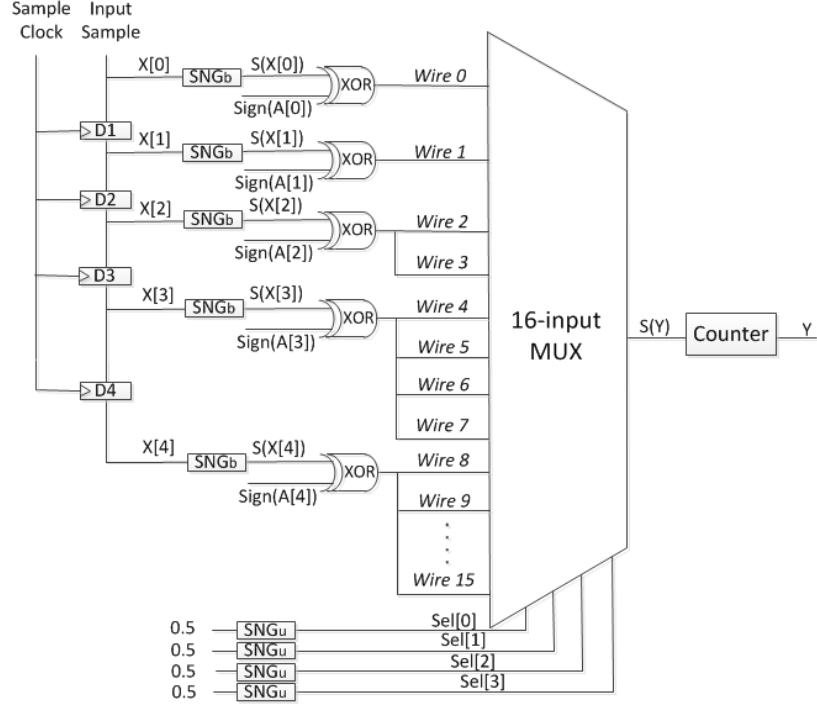 Sample Clock
Input Sample
X[0] SNGb S(X[0]) XOR Wire 0
Sign(A[0])
D1
X[1] SNGb S(X[1]) XOR Wire 1
Sign(A[1])
D2
X[2] SNGb S(X[2]) XOR Wire 2
Sign(A[2]) Wire 3
D3
X[3] SNGb S(X[3]) XOR Wire 4
Sign(A[3]) Wire 5
Wire 6
D4
Wire 7
X[4] SNGb S(X[4]) XOR Wire 8
Sign(A[4]) Wire 9
Wire 15
16-input
MUX
S(Y) Counter Y
0.5 SNGu Sel[0]
0.5 SNGu Sel[1]
0.5 SNGu Sel[2]
0.5 SNGu Sel[3]